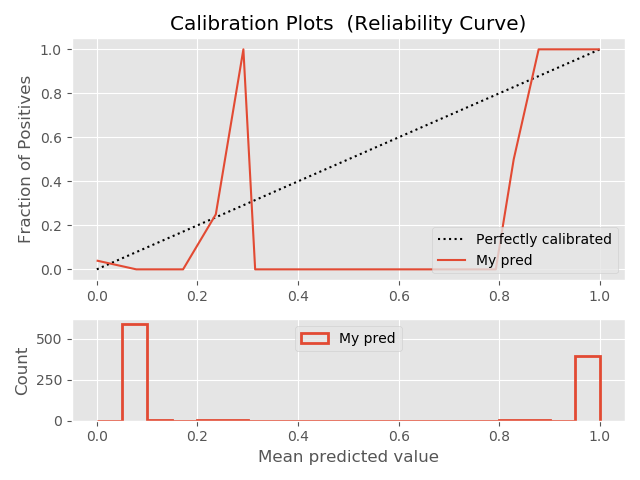 Calibration Plots  (Reliability Curve)
1.0
0.8
0.6
0.4
0.2
0.0
Fraction of Positives
Perfectly calibrated
My pred
0.0 0.2 0.4 0.6 0.8 1.0
500
250
0
Count
My pred
0.0 0.2 0.4 0.6 0.8 1.0
Mean predicted value